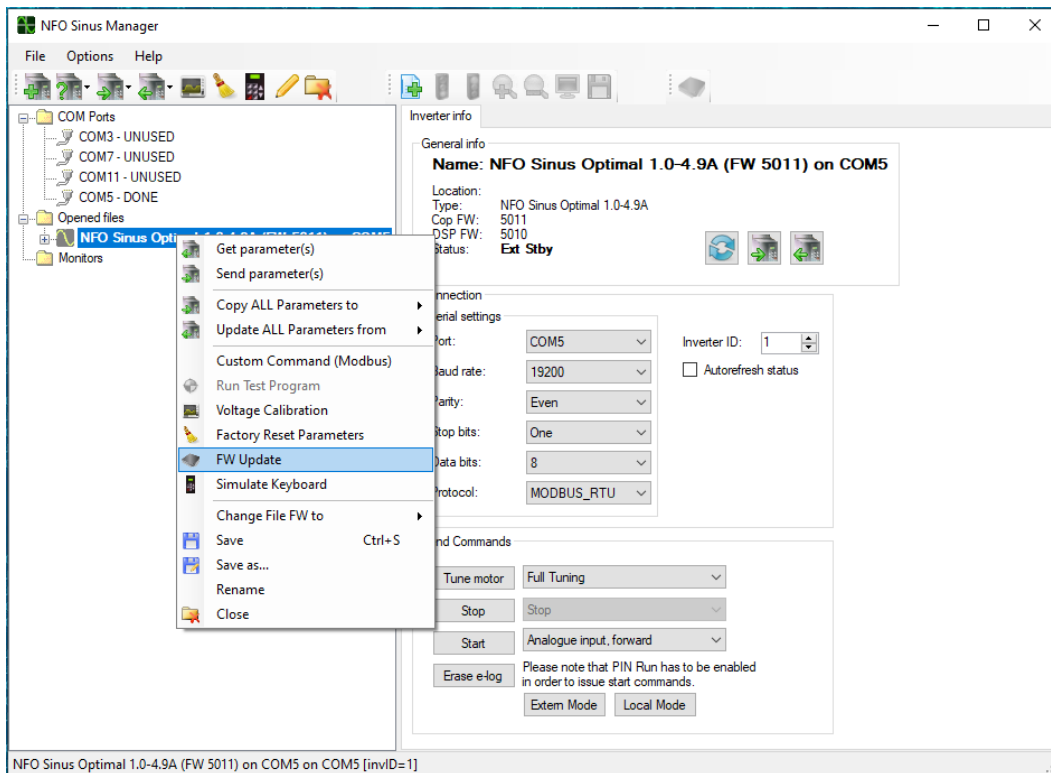 NFO Sinus Manager
File Options Help
COM Ports
COM3 - UNUSED
COM7 - UNUSED
COM11 - UNUSED
COM5 - DONE
Opened files
NFO Sinus Opti
Monitors
Get parameter(s)
Send parameter(s)
Copy ALL Parameters to
Update ALL Parameters from
Custom Command (Modbus)
Run Test Program
Voltage Calibration
Factory Reset Parameters
FW Update
Simulate Keyboard
Change File FW to
Save Ctrl+S
Save as...
Rename
Close
Inverter info
General info
Name: NFO Sinus Optimal 1.0-4.9A (FW 5011) on COM5
Location:
Type: NFO Sinus Optimal 1.0-4.9A
Cop FW: 5011
DSP FW: 5010
Status: Ext Stby
nnection
erial settings
Port: COM5
Baud rate: 19200
Parity: Even
Stop bits: One
Data bits: 8
Protocol: MODBUS_RTU
Inverter ID: 1
Autorefresh status
nd Commands
Tune motor Full Tuning
Stop Stop
Start Analogue input, forward
Erase e-log Please note that PIN Run has to be enabled
in order to issue start commands.
Extern Mode Local Mode
NFO Sinus Optimal 1.0-4.9A (FW 5011) on COM5 on COM5 [invID=1]